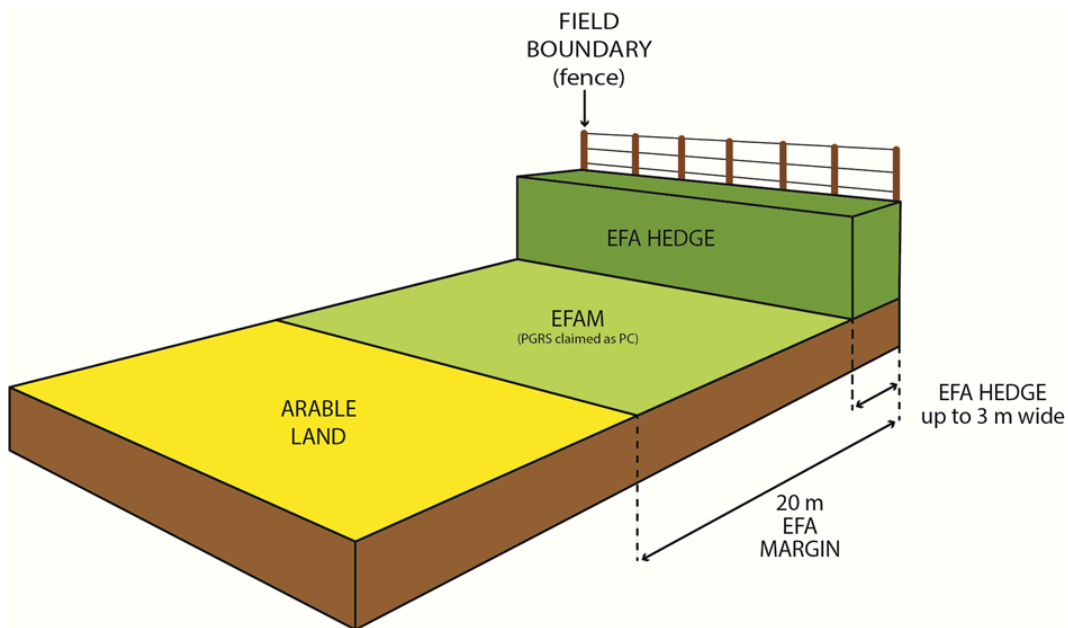 FIELD
BOUNDARY
(fence)
EFA HEDGE
EFAM
(PGRS claimed as PC)
ARABLE
LAND
EFA HEDGE
up to 3 m wide
20 m
EFA
MARGIN